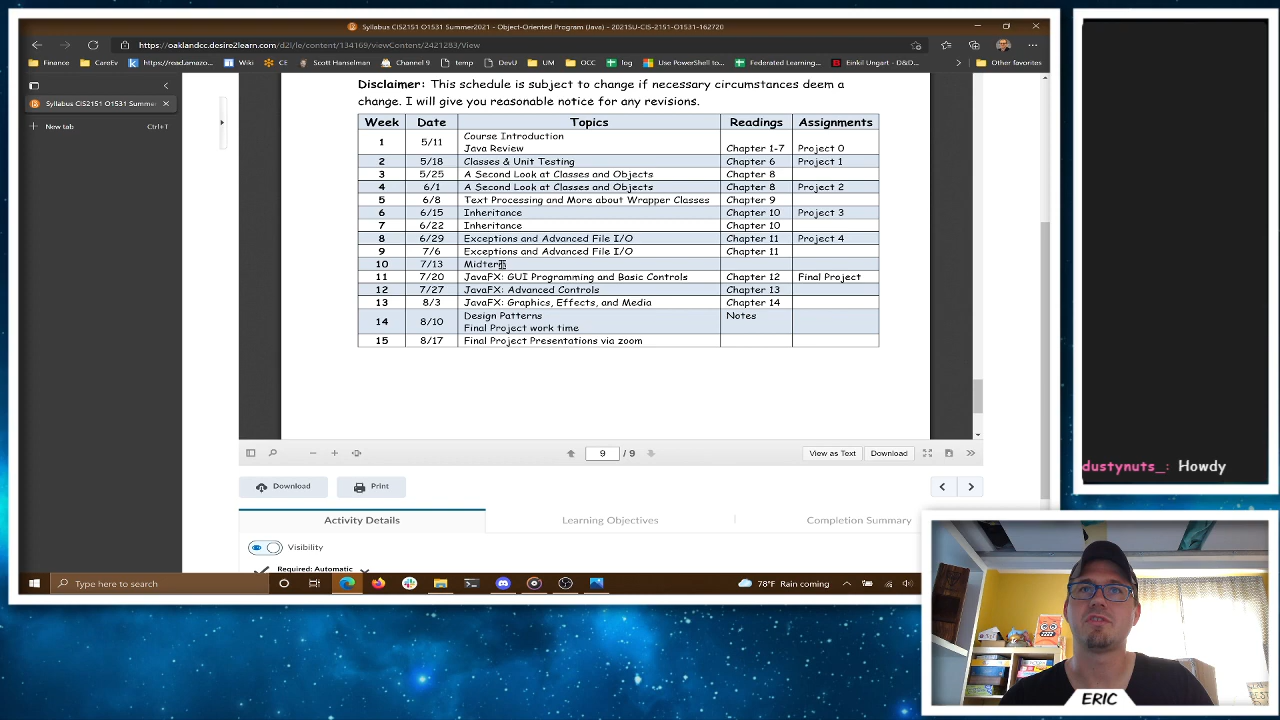 Syllabus CIS2151 O1531 Summer2021 - Object-Oriented Program (Java) - 2021SU-CIS-2151-O1531-162720
https://oaklandcc.desire2learn.com/d2l/le/content/134169/viewContent/2421283/View
Finance CareEv https://read.amazo... Wiki CE Scott Hanselman Channel 9 temp DevU UM OCC log Use PowerShell to... Federated Learning... Einkil Ungart - D&D... Other favorites
Syllabus CIS2151 O1531 Summe
New tab Ctrl+T
Disclaimer: This schedule is subject to change if necessary circumstances deem a
change. I will give you reasonable notice for any revisions.
Week Date Topics Readings Assignments
1 5/11 Course Introduction
Java Review Chapter 1-7 Project 0
2 5/18 Classes & Unit Testing Chapter 6 Project 1
3 5/25 A Second Look at Classes and Objects Chapter 8
4 6/1 A Second Look at Classes and Objects Chapter 8 Project 2
5 6/8 Text Processing and More about Wrapper Classes Chapter 9
6 6/15 Inheritance Chapter 10 Project 3
7 6/22 Inheritance Chapter 10
8 6/29 Exceptions and Advanced File I/O Chapter 11 Project 4
9 7/6 Exceptions and Advanced File I/O Chapter 11
10 7/13 Midterm
11 7/20 JavaFX: GUI Programming and Basic Controls Chapter 12 Final Project
12 7/27 JavaFX: Advanced Controls Chapter 13
13 8/3 JavaFX: Graphics, Effects, and Media Chapter 14
14 8/10 Design Patterns Notes
Final Project work time
15 8/17 Final Project Presentations via zoom
9 / 9 View as Text Download
Download Print
Activity Details Learning Objectives Completion Summary
Visibility
Required: Automatic
Type here to search
78°F Rain coming
dustynuts_: Howdy
ERIC